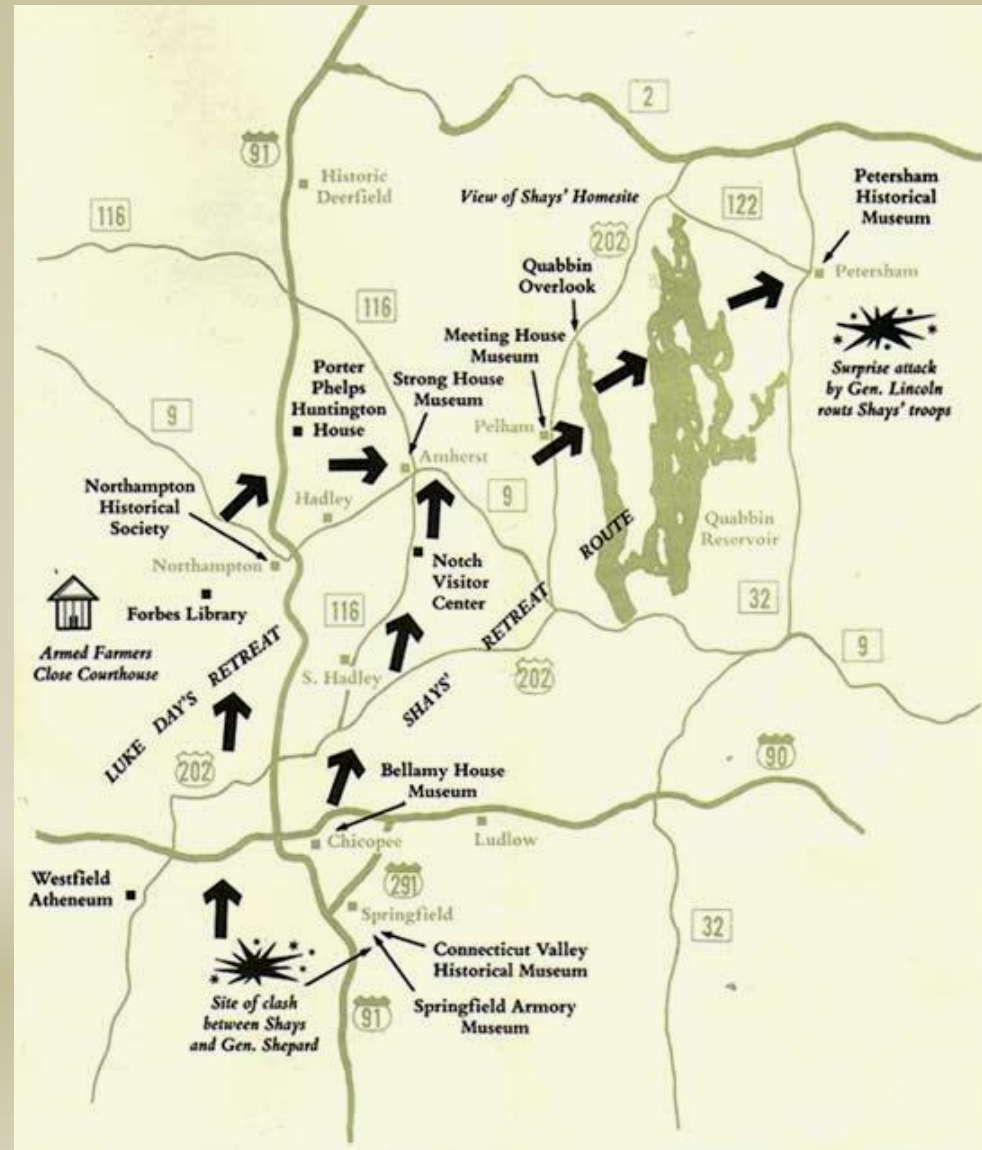 2
91
Historic
Deerfield
View of Shays' Homesite
122
Petersham
Historical
Museum
116
202
Quabbin
Overlook
Petersham
116
Meeting House
Museum
Porter
Phelps
Huntington
House
Strong House
Museum
Surprise attack
by Gen. Lincoln
routs Shays' troops
9
Pelham
Amherst
Northampton
Historical
Society
Hadley
9
ROUTE
Quabbin
Reservoir
Northampton
Notch
Visitor
Center
Forbes Library
116
32
Armed Farmers
Close Courthouse
LUKE DAY'S RETREAT
S. Hadley
SHAYS' RETREAT
202
9
202
90
Bellamy House
Museum
Chicopee
Ludlow
Westfield
Atheneum
291
Springfield
32
Connecticut Valley
Historical Museum
Site of clash
between Shays
and Gen. Shepard
91
Springfield Armory
Museum